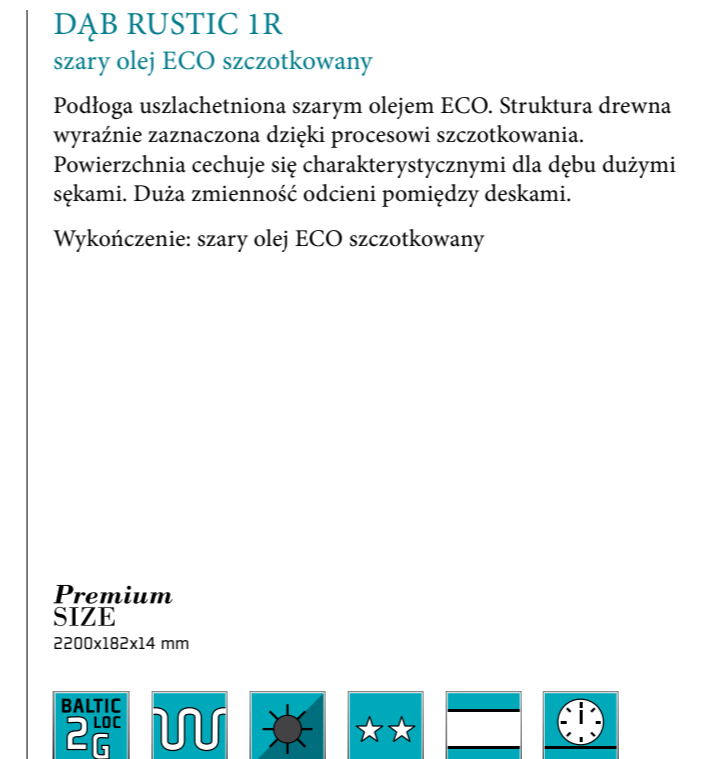 DĄB RUSTIC 1R
szary olej ECO szczotkowany
Podłoga uszlachetniona szarym olejem ECO. Struktura drewna
wyraźnie zaznaczona dzięki procesowi szczotkowania.
Powierzchnia cechuje się charakterystycznymi dla dębu dużymi
sękami. Duża zmienność odcieni pomiędzy deskami.
Wykończenie: szary olej ECO szczotkowany
Premium
SIZE
2200x182x14 mm
BALTIC
LOC
2G